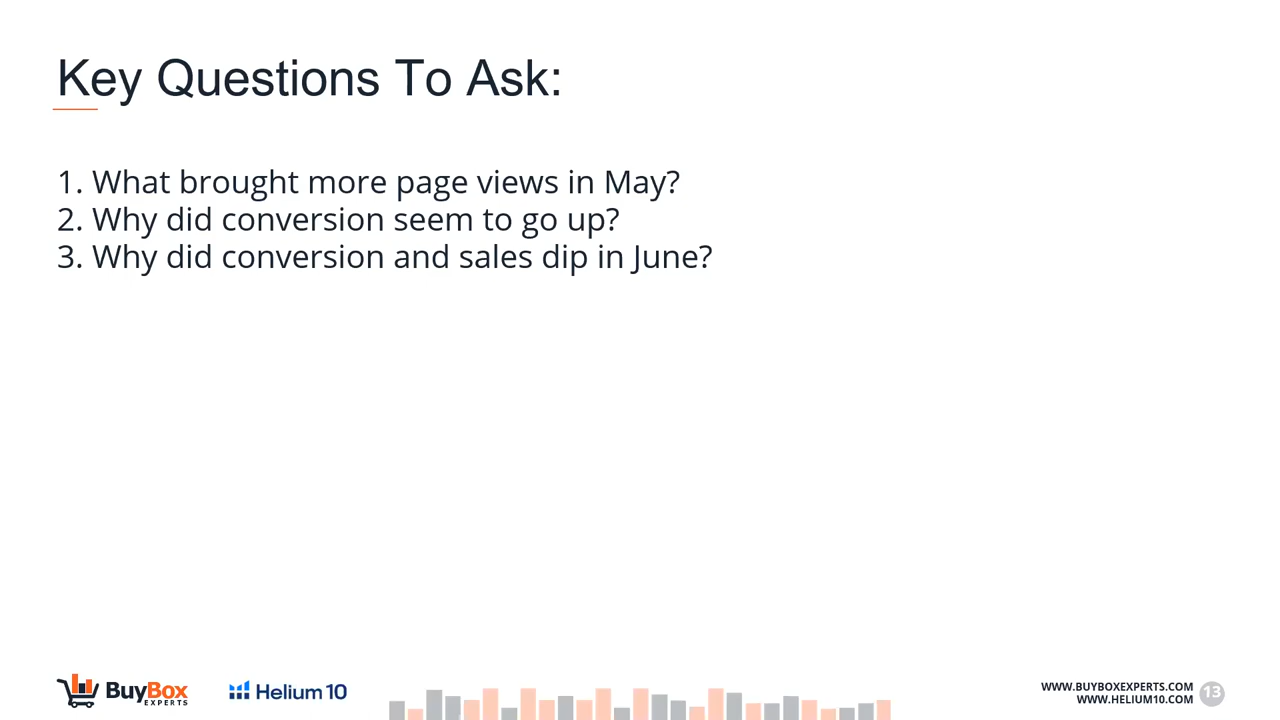 Key Questions To Ask:
1. What brought more page views in May?
2. Why did conversion seem to go up?
3. Why did conversion and sales dip in June?
BuyBox
EXPERTS
Helium 10
WWW.BUYBOXEXPERTS.COM
WWW.HELIUM10.COM
13